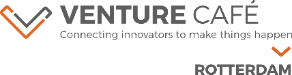 VENTURE CAFÉ
Connecting innovators to make things happen
ROTTERDAM